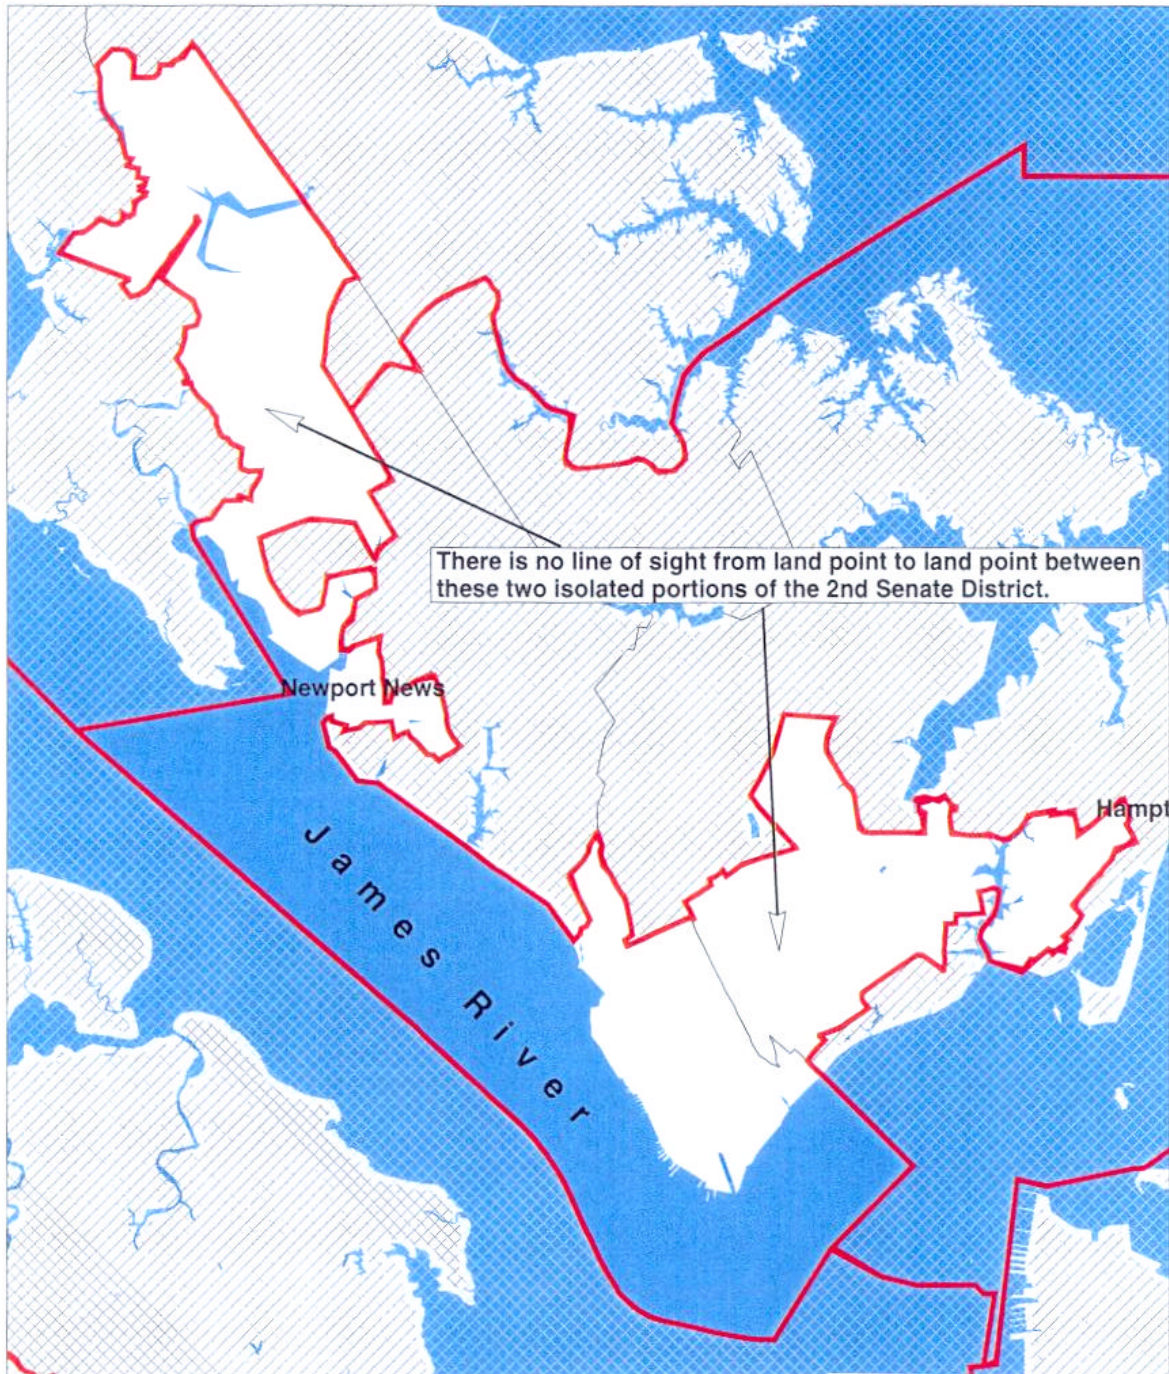 There is no line of sight from land point to land point between
these two isolated portions of the 2nd Senate District.
Newport News
Hampt
James River